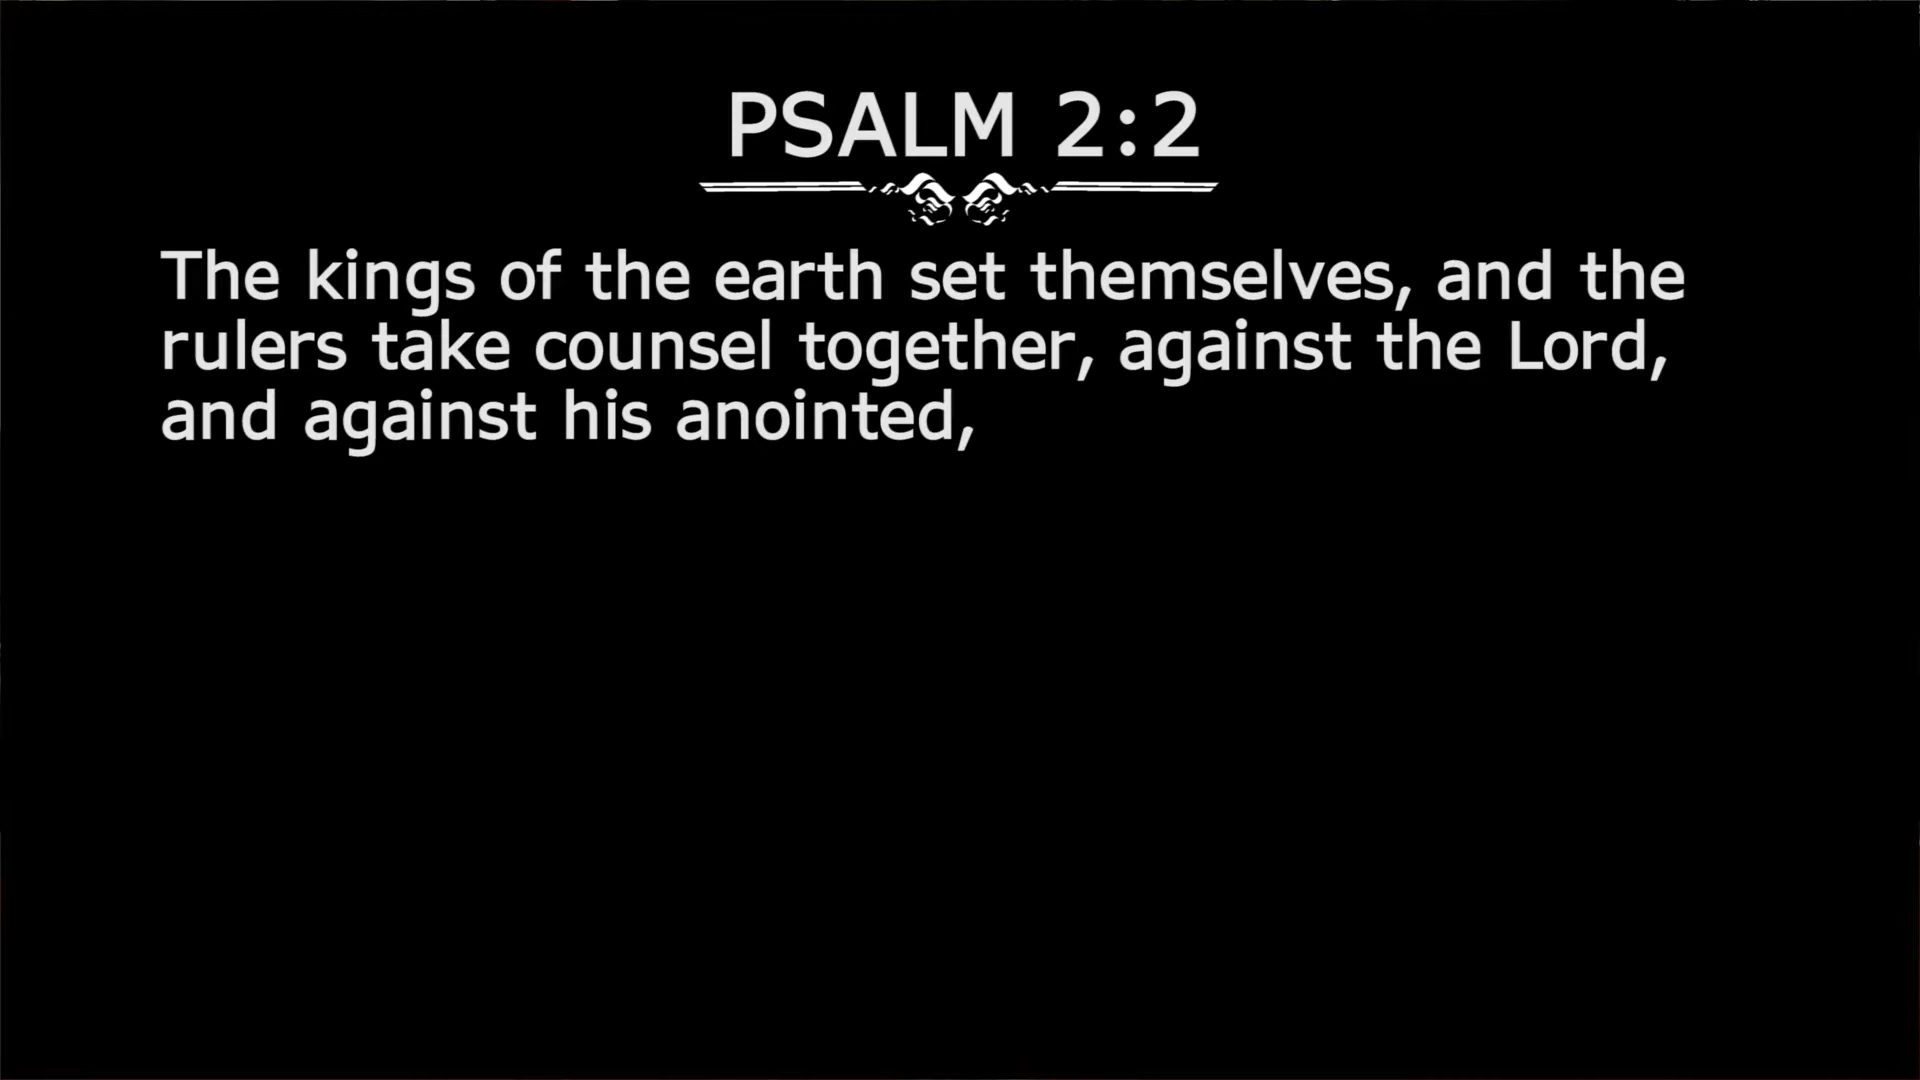 PSALM 2:2
The kings of the earth set themselves, and the
rulers take counsel together, against the Lord,
and against his anointed,